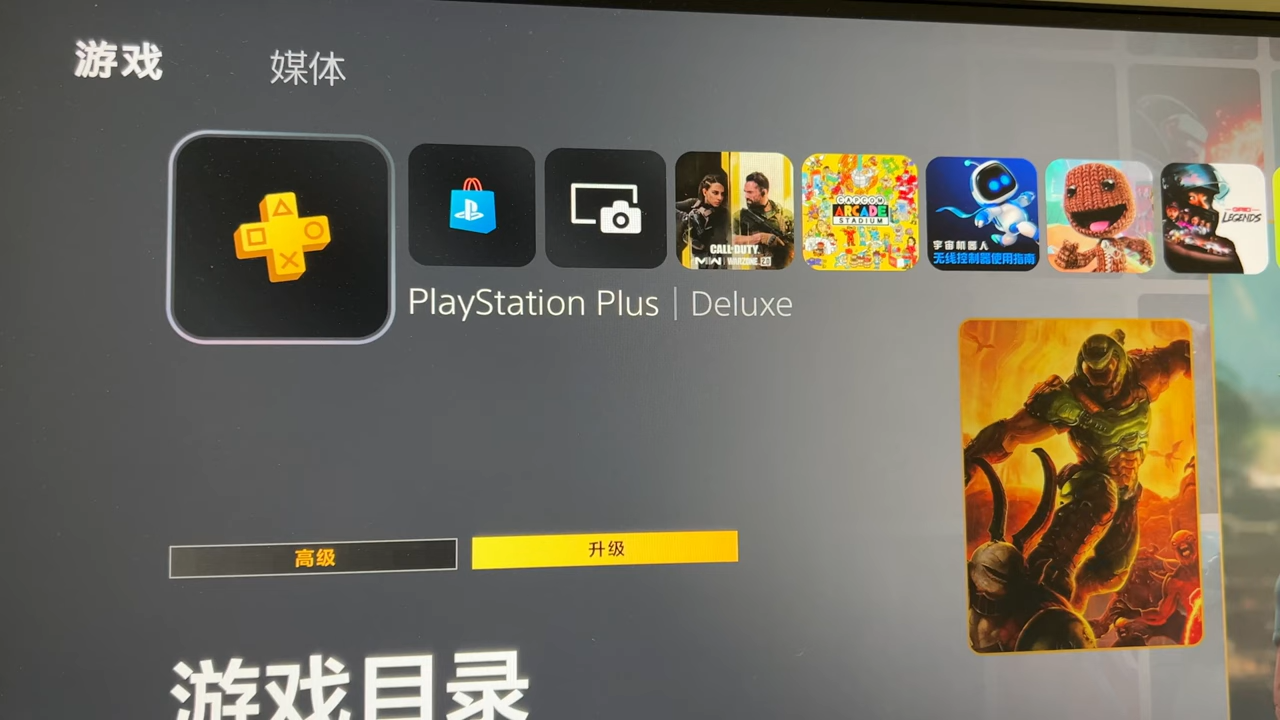 游戏 媒体
CALL OF DUTY.
WARZONE 2.0
CAPCOM
ARCADE
STADIUM
宇宙机器人
无线控制器使用指南
GRID
LEGENDS
PlayStation Plus | Deluxe
高级 升级
游戏目录